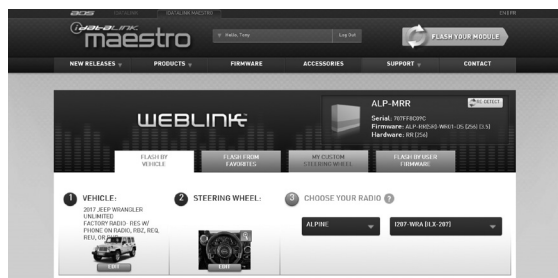 ads
iDATALINK
IDATALINK MAESTRO
EN|FR
iDataLink
maestro
Hello, Tony
Log Out
FLASH YOUR MODULE
NEW RELEASES
PRODUCTS
FIRMWARE
ACCESSORIES
SUPPORT
CONTACT
WEBLINK
ALP-MRR
RE-DETECT
Serial: 707FF8C09C
Hardware: RR [256]
FLASH BY
VEHICLE
FLASH FROM
FAVORITES
MY CUSTOM
STEERING WHEEL
FLASH BY USER
FIRMWARE
1 VEHICLE:
2017 JEEP WRANGLER
UNLIMITED
FACTORY RADIO- RES W/
PHONE ON RADIO, RBZ, REQ,
REU, OR
EDIT
2 STEERING WHEEL:
EDIT
3 CHOOSE YOUR RADIO ?
ALPINE
I207-WRA [ILX-207]